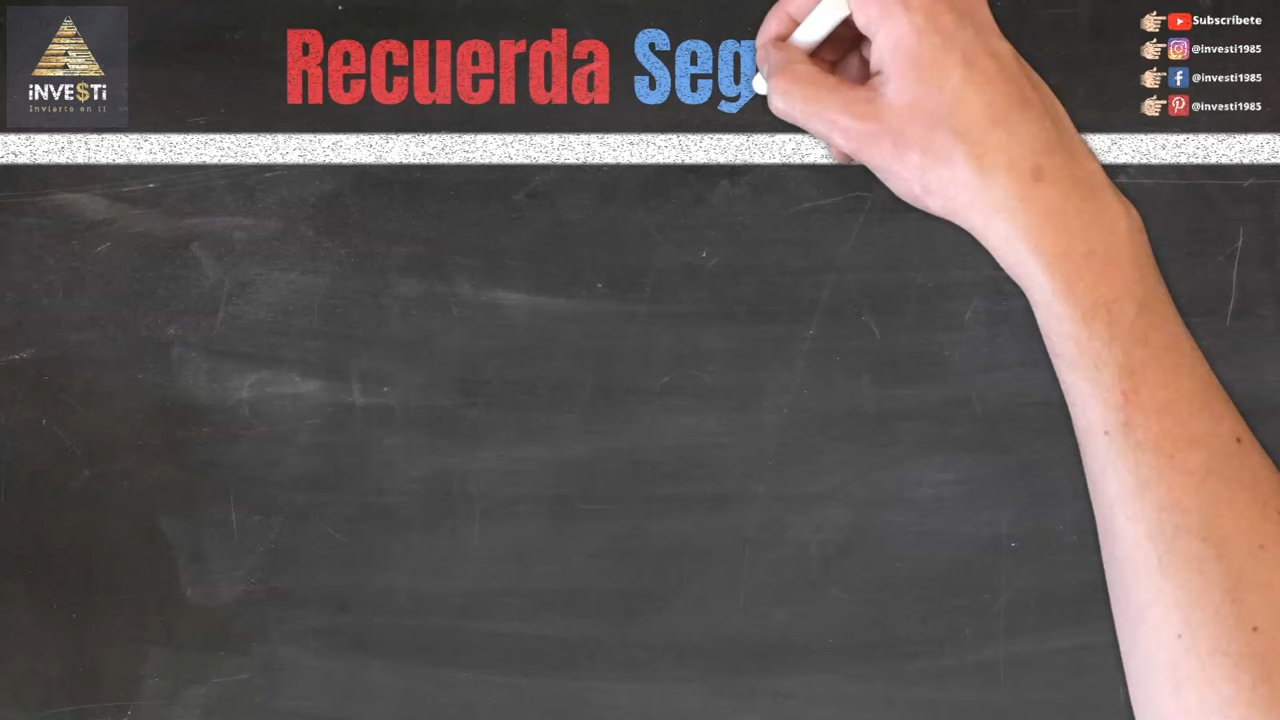 iNVE$Ti
Invierte en ti
Recuerda Seg
Subscríbete
@investi1985
@investi1985
@investi1985